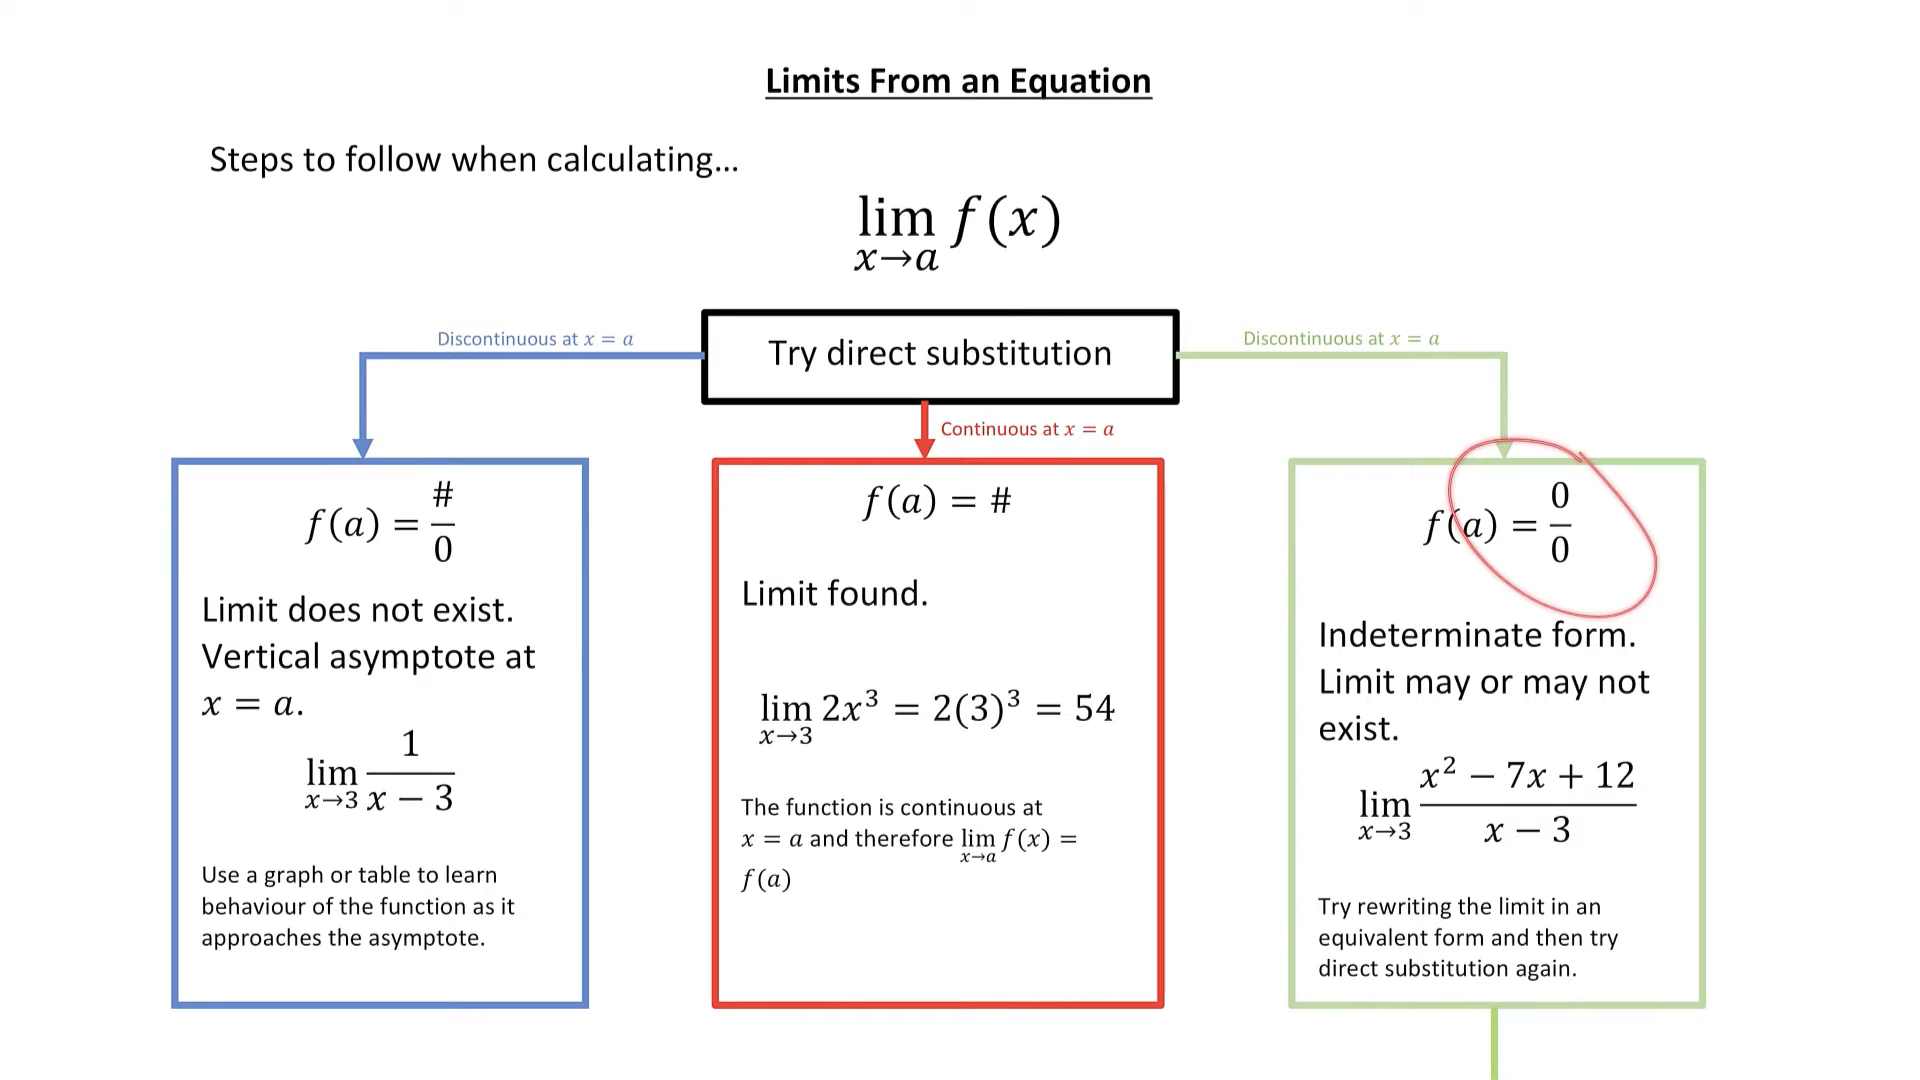 Limits From an Equation
Steps to follow when calculating...
lim f(x)
x→a
Discontinuous at x = a
Try direct substitution
Discontinuous at x = a
Continuous at x = a
f(a) = #/0
Limit does not exist.
Vertical asymptote at
x = a.
lim 1/(x − 3)
x→3
Use a graph or table to learn
behaviour of the function as it
approaches the asymptote.
f(a) = #
Limit found.
lim 2x³ = 2(3)³ = 54
x→3
The function is continuous at
x = a and therefore lim f(x) =
x→a
f(a)
f(a) = 0/0
Indeterminate form.
Limit may or may not
exist.
lim (x² − 7x + 12)/(x − 3)
x→3
Try rewriting the limit in an
equivalent form and then try
direct substitution again.